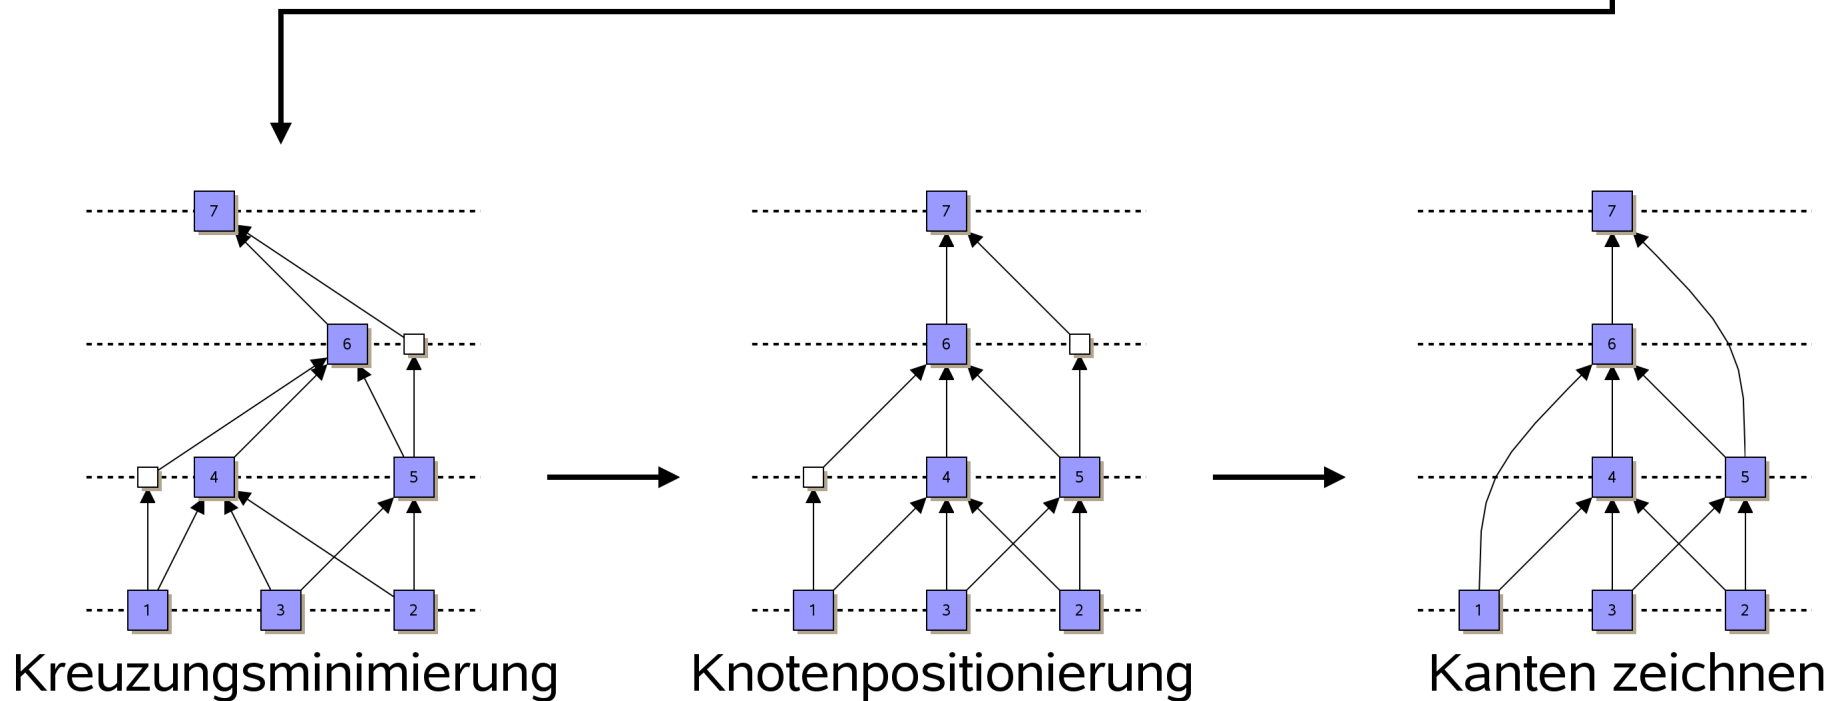 7 7 7
6 6 6
4 5 4 5 4 5
1 3 2 1 3 2 1 3 2
Kreuzungsminimierung Knotenpositionierung Kanten zeichnen